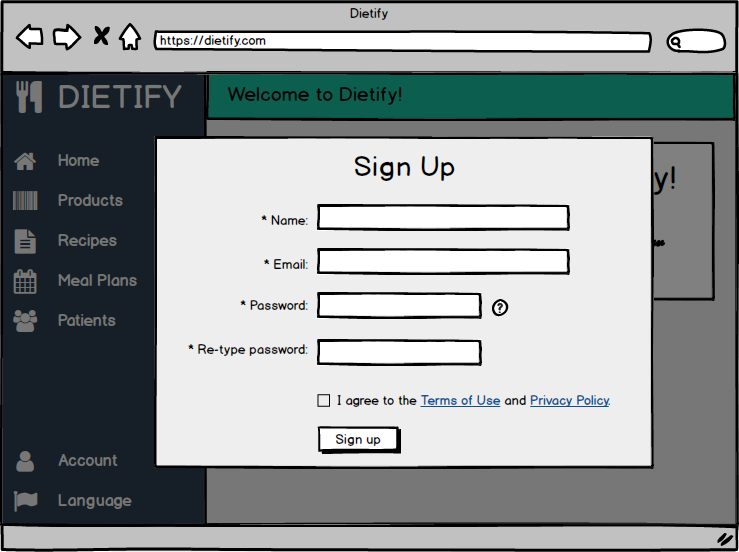 Dietify
https://dietify.com
DIETIFY
Welcome to Dietify!
Home
Products
Recipes
Meal Plans
Patients
Account
Language
y!
Sign Up
* Name:
* Email:
* Password:
?
* Re-type password:
I agree to the Terms of Use and Privacy Policy.
Sign up